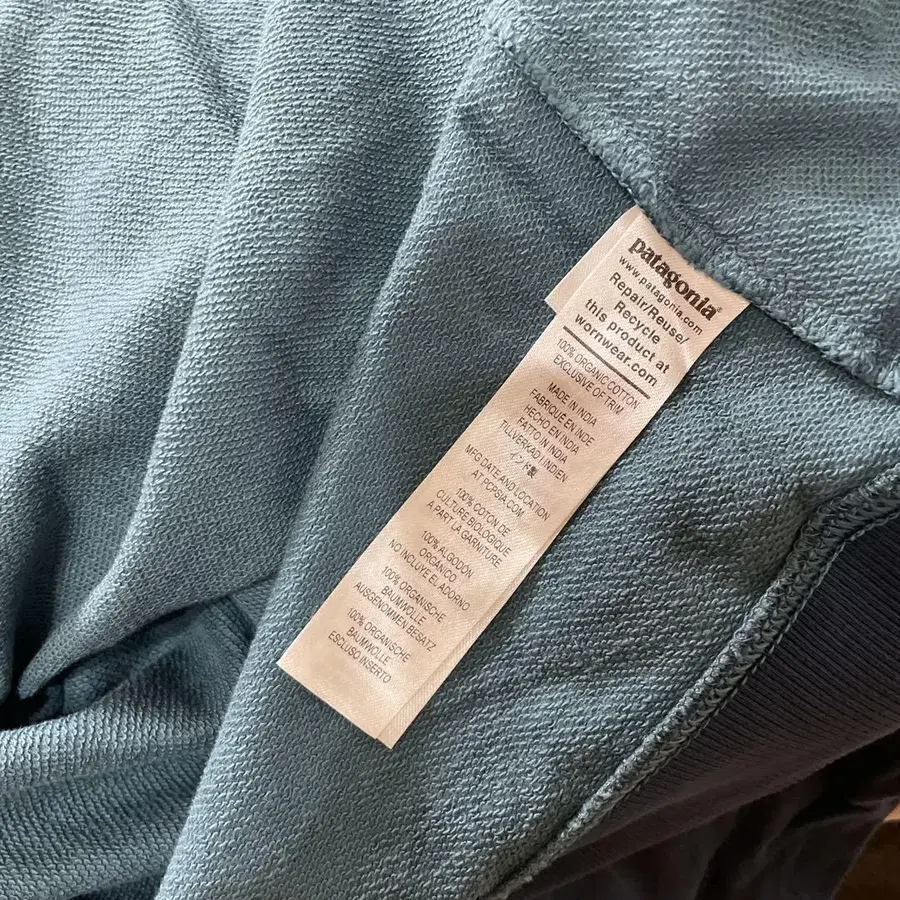 patagonia®
www.patagonia.com
Repair/Reuse/
Recycle
this product at
wornwear.com
100% ORGANIC COTTON
EXCLUSIVE OF TRIM
MADE IN INDIA
FABRIQUÉ EN INDE
HECHO EN INDIA
FATTO IN INDIA
TILLVERKAD I INDIEN
インド製
MFG DATE AND LOCATION
AT PCPSIA.COM
100% COTON DE
CULTURE BIOLOGIQUE
A PART LA GARNITURE
100% ALGODÓN
ORGÁNICO
NO INCLUYE EL ADORNO
100% ORGANISCHE
BAUMWOLLE
AUSGENOMMEN BESATZ
100% ORGANISCHE
BAUMWOLLE
ESCLUSO INSERTO